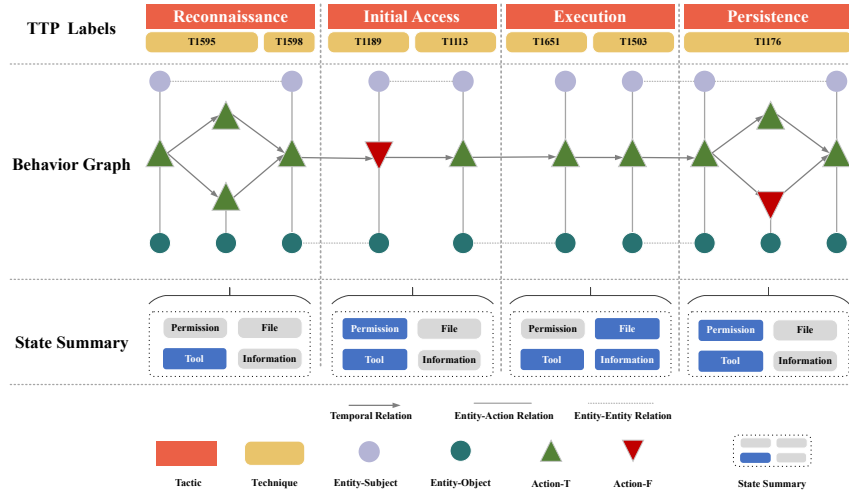 TTP Labels
Reconnaissance
Initial Access
Execution
Persistence
T1595
T1598
T1189
T1113
T1651
T1503
T1176
Behavior Graph
State Summary
Permission
File
Permission
File
Permission
File
Permission
File
Tool
Information
Tool
Information
Tool
Information
Tool
Information
Temporal Relation
Entity-Action Relation
Entity-Entity Relation
Tactic
Technique
Entity-Subject
Entity-Object
Action-T
Action-F
State Summary